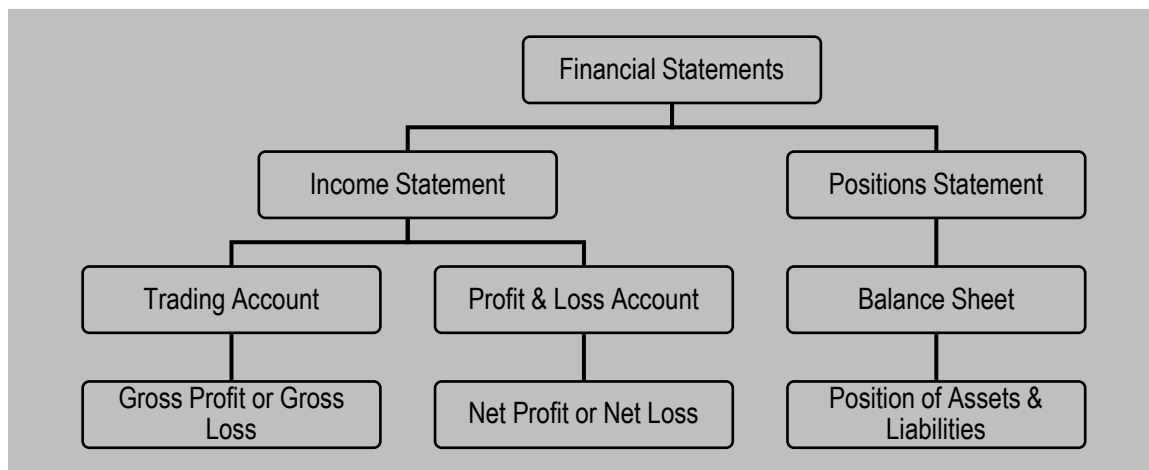 Financial Statements
Income Statement
Positions Statement
Trading Account
Profit & Loss Account
Balance Sheet
Gross Profit or Gross
Loss
Net Profit or Net Loss
Position of Assets &
Liabilities